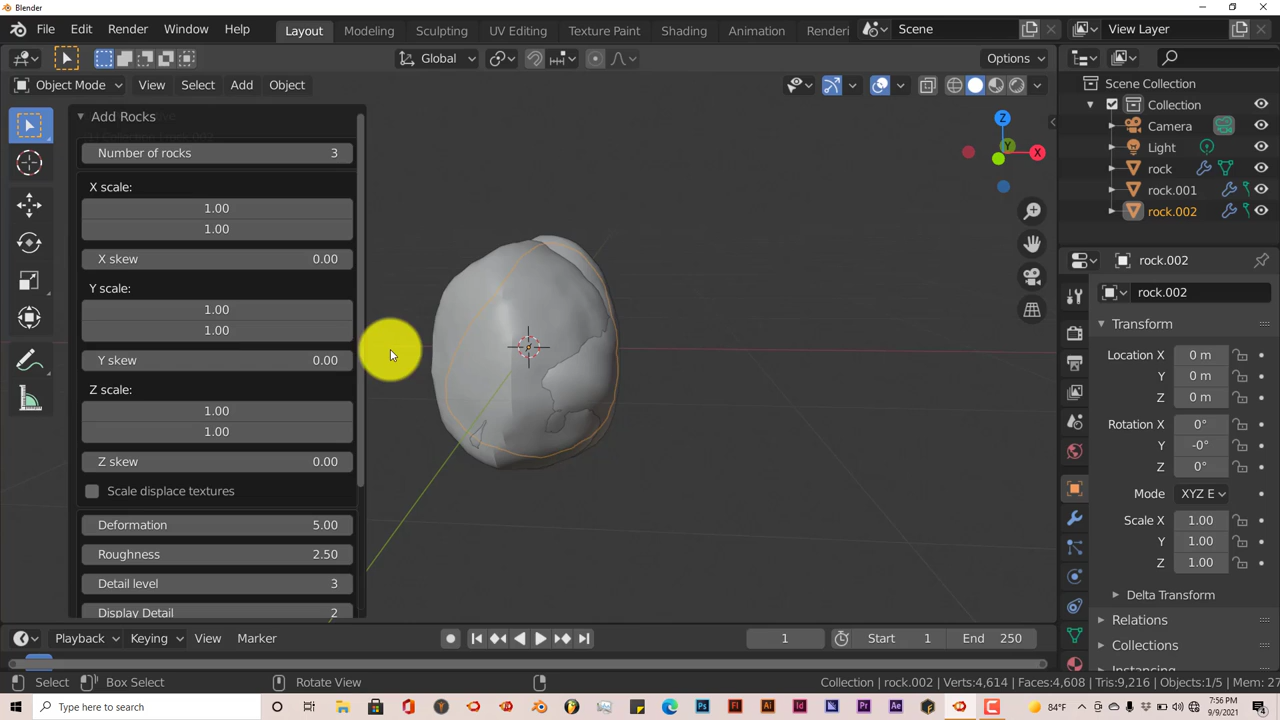 Blender
File Edit Render Window Help Layout Modeling Sculpting UV Editing Texture Paint Shading Animation Renderi Scene View Layer
Global Options
Object Mode View Select Add Object
Scene Collection
Collection
Camera
Light
rock
rock.001
rock.002
Add Rocks
Number of rocks 3
X scale:
1.00
1.00
X skew 0.00
Y scale:
1.00
1.00
Y skew 0.00
Z scale:
1.00
1.00
Z skew 0.00
Scale displace textures
Deformation 5.00
Roughness 2.50
Detail level 3
Display Detail 2
Z
Y
X
rock.002
rock.002
Transform
Location X 0 m
Y 0 m
Z 0 m
Rotation X 0°
Y -0°
Z 0°
Mode XYZ E
Scale X 1.00
Y 1.00
Z 1.00
Delta Transform
Relations
Collections
Instancing
Playback Keying View Marker 1 Start 1 End 250
Select Box Select Rotate View Collection | rock.002 | Verts:4,614 | Faces:4,608 | Tris:9,216 | Objects:1/5 | Mem: 27
Type here to search
84°F
7:56 PM
9/9/2021